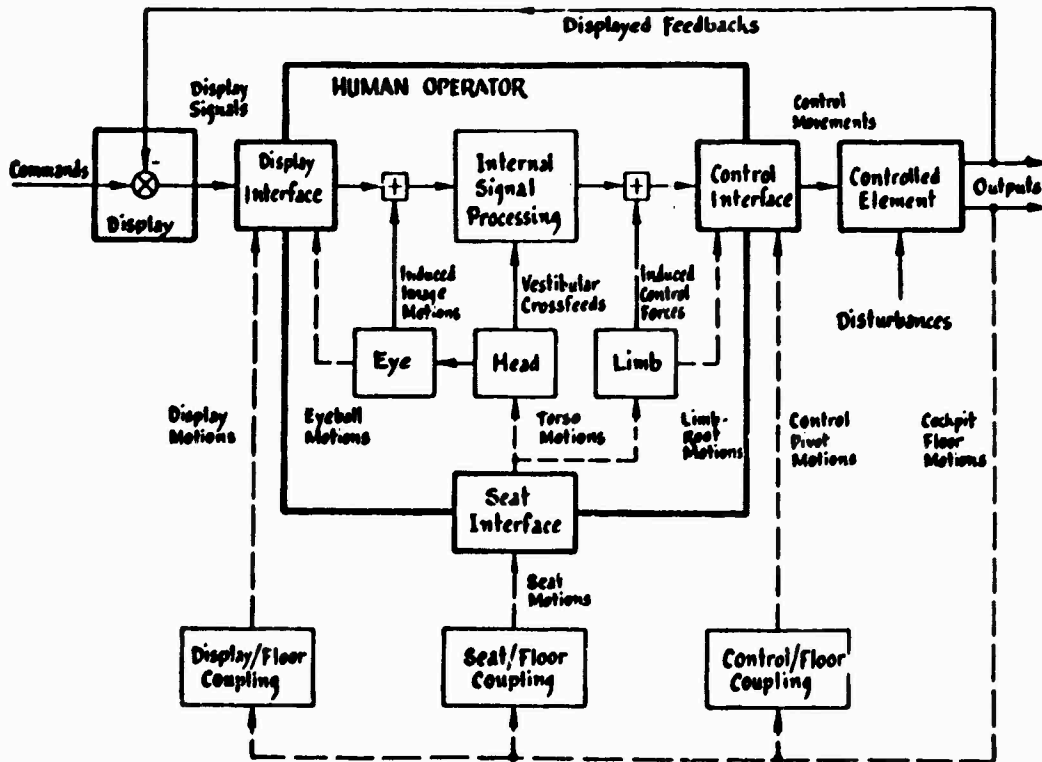 Displayed Feedbacks
Display
Signals
HUMAN OPERATOR
Control
Movements
Commands
-
Display
Display
Interface
+
Internal
Signal
Processing
+
Control
Interface
Controlled
Element
Outputs
Induced
Image
Motions
Vestibular
Crossfeeds
Induced
Control
Forces
Disturbances
Eye
Head
Limb
Display
Motions
Eyeball
Motions
Torso
Motions
Limb-
Root
Motions
Control
Pivot
Motions
Cockpit
Floor
Motions
Seat
Interface
Seat
Motions
Display/Floor
Coupling
Seat/Floor
Coupling
Control/Floor
Coupling